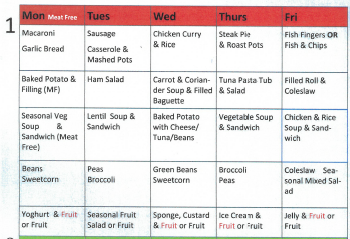 1
Mon Meat Free Tues Wed Thurs Fri
Macaroni
Garlic Bread
Sausage
Casserole &
Mashed Pots
Chicken Curry
& Rice
Steak Pie
& Roast Pots
Fish Fingers OR
Fish & Chips
Baked Potato &
Filling (MF)
Ham Salad
Carrot & Corian-
der Soup & Filled
Baguette
Tuna Pasta Tub
& Salad
Filled Roll &
Coleslaw
Seasonal Veg
Soup &
Sandwich (Meat
Free)
Lentil Soup &
Sandwich
Baked Potato
with Cheese/
Tuna/Beans
Vegetable Soup
& Sandwich
Chicken & Rice
Soup & Sand-
wich
Beans
Sweetcorn
Peas
Broccoli
Green Beans
Sweetcorn
Broccoli
Peas
Coleslaw Sea-
sonal Mixed Sal-
ad
Yoghurt & Fruit
or Fruit
Seasonal Fruit
Salad or Fruit
Sponge, Custard
& Fruit or Fruit
Ice Cream &
Fruit or Fruit
Jelly & Fruit or
Fruit